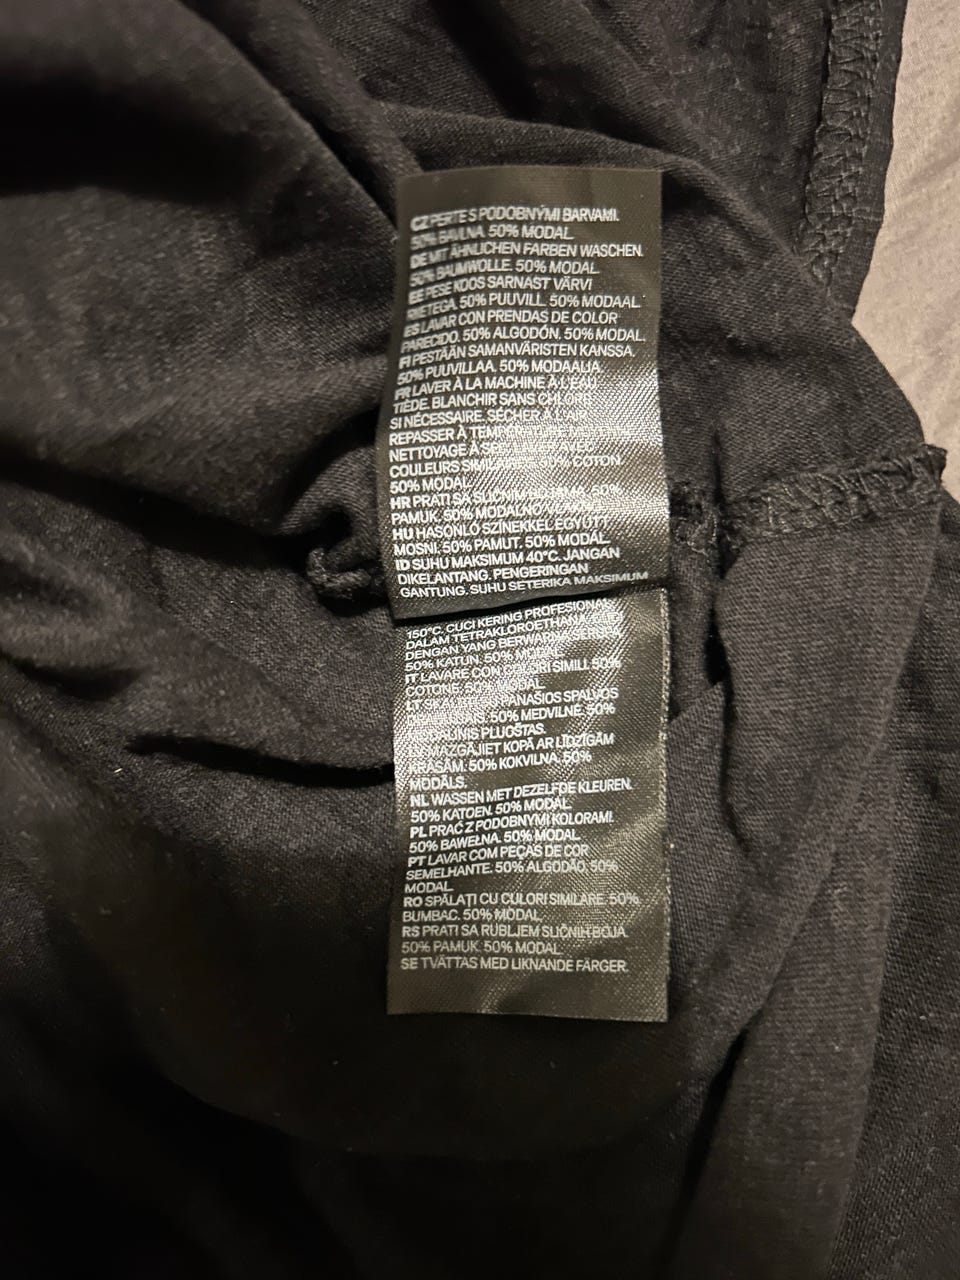 CZ PERTE S PODOBNÝMI BARVAMI.
50% BAVLNA. 50% MODAL.
DE MIT ÄHNLICHEN FARBEN WASCHEN.
50% BAUMWOLLE. 50% MODAL.
EE PESE KOOS SARNAST VÄRVI
RIIETEGA. 50% PUUVILL. 50% MODAAL.
ES LAVAR CON PRENDAS DE COLOR
PARECIDO. 50% ALGODÓN. 50% MODAL.
FI PESTÄÄN SAMANVÄRISTEN KANSSA.
50% PUUVILLAA. 50% MODAALIA.
FR LAVER À LA MACHINE À L'EAU
TIÈDE. BLANCHIR SANS CHLORE
SI NÉCESSAIRE. SÉCHER À L'AIR.
REPASSER À
NETTOYAGE À AVEC
COULEURS 50% COTON.
50% MODAL.
HR PRATI SA SLIČNIM 50%
PAMUK. 50% MODALNO
HU HASONLÓ SZÍNEKKEL EGYÜTT
MOSNI. 50% PAMUT. 50% MODÁL.
ID SUHU MAKSIMUM 40°C. JANGAN
DIKELANTANG. PENGERINGAN
GANTUNG. SUHU SETERIKA MAKSIMUM
150°C. CUCI KERING PROFESIONAL
DALAM
DENGAN YANG BERWARNA
50% KATUN. 50% MODAL.
IT LAVARE CON COLORI SIMILI. 50%
COTONE. 50% MODAL.
LT PANAŠIOS SPALVOS
50% MEDVILNĖ. 50%
PLUOŠTAS.
MAZGĀJIET KOPĀ AR LĪDZĪGĀM
KRĀSĀM. 50% KOKVILNA. 50%
MODĀLS.
NL WASSEN MET DEZELFDE KLEUREN.
50% KATOEN. 50% MODAL.
PL PRAĆ Z PODOBNYMI KOLORAMI.
50% BAWEŁNA. 50% MODAL.
PT LAVAR COM PEÇAS DE COR
SEMELHANTE. 50% ALGODÃO. 50%
MODAL.
RO SPĂLAȚI CU CULORI SIMILARE. 50%
BUMBAC. 50% MODAL.
RS PRATI SA RUBLJEM SLIČNIH BOJA.
50% PAMUK. 50% MODAL.
SE TVÄTTAS MED LIKNANDE FÄRGER.